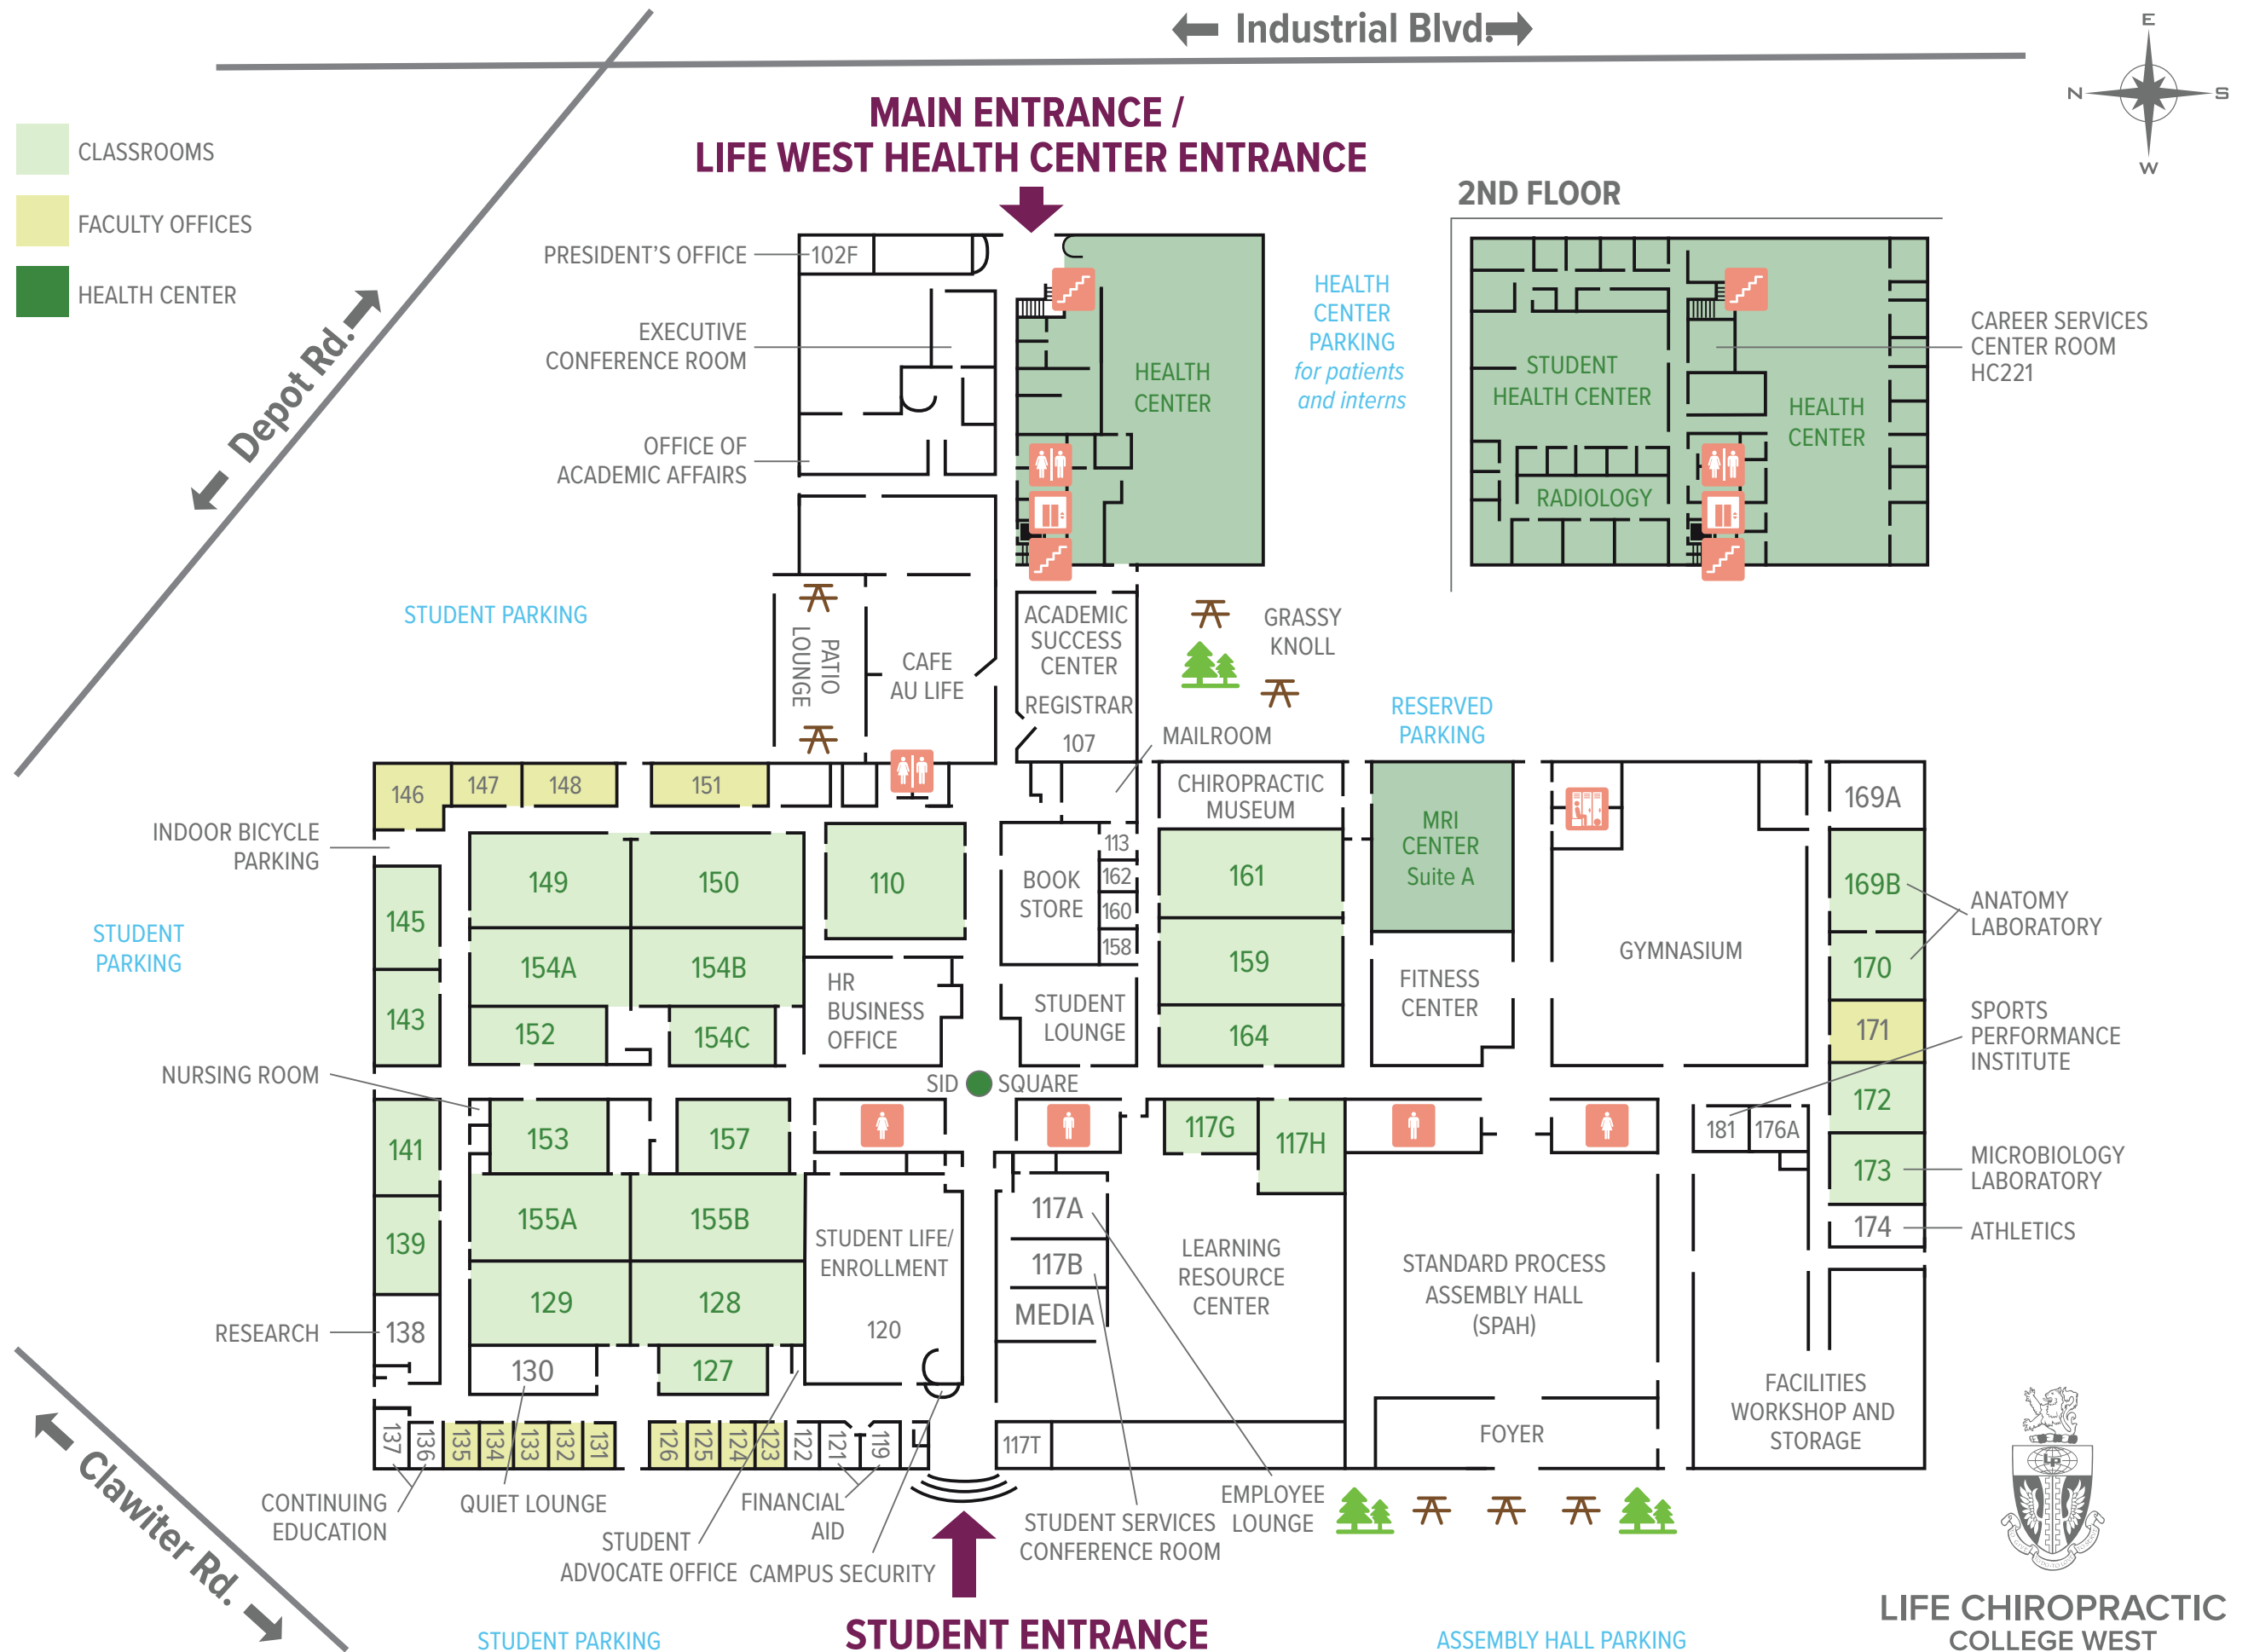 Industrial Blvd.
E
N
S
W
MAIN ENTRANCE /
LIFE WEST HEALTH CENTER ENTRANCE
CLASSROOMS
FACULTY OFFICES
HEALTH CENTER
Depot Rd.
2ND FLOOR
PRESIDENT'S OFFICE
102F
EXECUTIVE
CONFERENCE ROOM
OFFICE OF
ACADEMIC AFFAIRS
HEALTH
CENTER
HEALTH
CENTER
PARKING
for patients
and interns
STUDENT
HEALTH CENTER
HEALTH
CENTER
RADIOLOGY
CAREER SERVICES
CENTER ROOM
HC221
STUDENT PARKING
PATIO
LOUNGE
CAFE
AU LIFE
ACADEMIC
SUCCESS
CENTER
REGISTRAR
107
GRASSY
KNOLL
MAILROOM
RESERVED
PARKING
146
147
148
151
CHIROPRACTIC
MUSEUM
MRI
CENTER
Suite A
169A
INDOOR BICYCLE
PARKING
149
150
110
BOOK
STORE
113
162
160
158
161
169B
ANATOMY
LABORATORY
145
STUDENT
PARKING
154A
154B
159
FITNESS
CENTER
GYMNASIUM
170
143
152
154C
HR
BUSINESS
OFFICE
STUDENT
LOUNGE
164
171
SPORTS
PERFORMANCE
INSTITUTE
NURSING ROOM
SID
SQUARE
141
153
157
117G
117H
181
176A
172
173
MICROBIOLOGY
LABORATORY
139
155A
155B
STUDENT LIFE/
ENROLLMENT
120
117A
117B
MEDIA
LEARNING
RESOURCE
CENTER
STANDARD PROCESS
ASSEMBLY HALL
(SPAH)
174
ATHLETICS
129
128
RESEARCH
138
130
127
FACILITIES
WORKSHOP AND
STORAGE
137
136
135
134
133
132
131
126
125
124
123
122
121
119
117T
FOYER
Clawiter Rd.
CONTINUING
EDUCATION
QUIET LOUNGE
STUDENT
ADVOCATE OFFICE
FINANCIAL
AID
CAMPUS SECURITY
STUDENT SERVICES
CONFERENCE ROOM
EMPLOYEE
LOUNGE
STUDENT PARKING
STUDENT ENTRANCE
ASSEMBLY HALL PARKING
LIFE CHIROPRACTIC
COLLEGE WEST